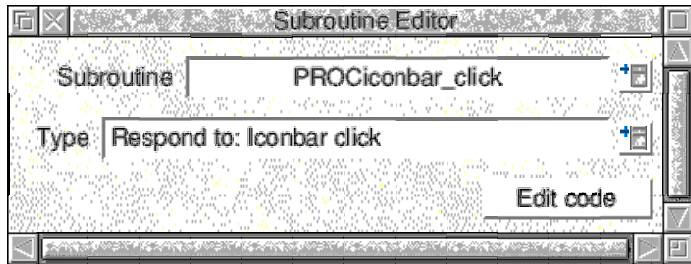 Subroutine Editor
Subroutine PROCiconbar_click
Type Respond to: Iconbar click
Edit code